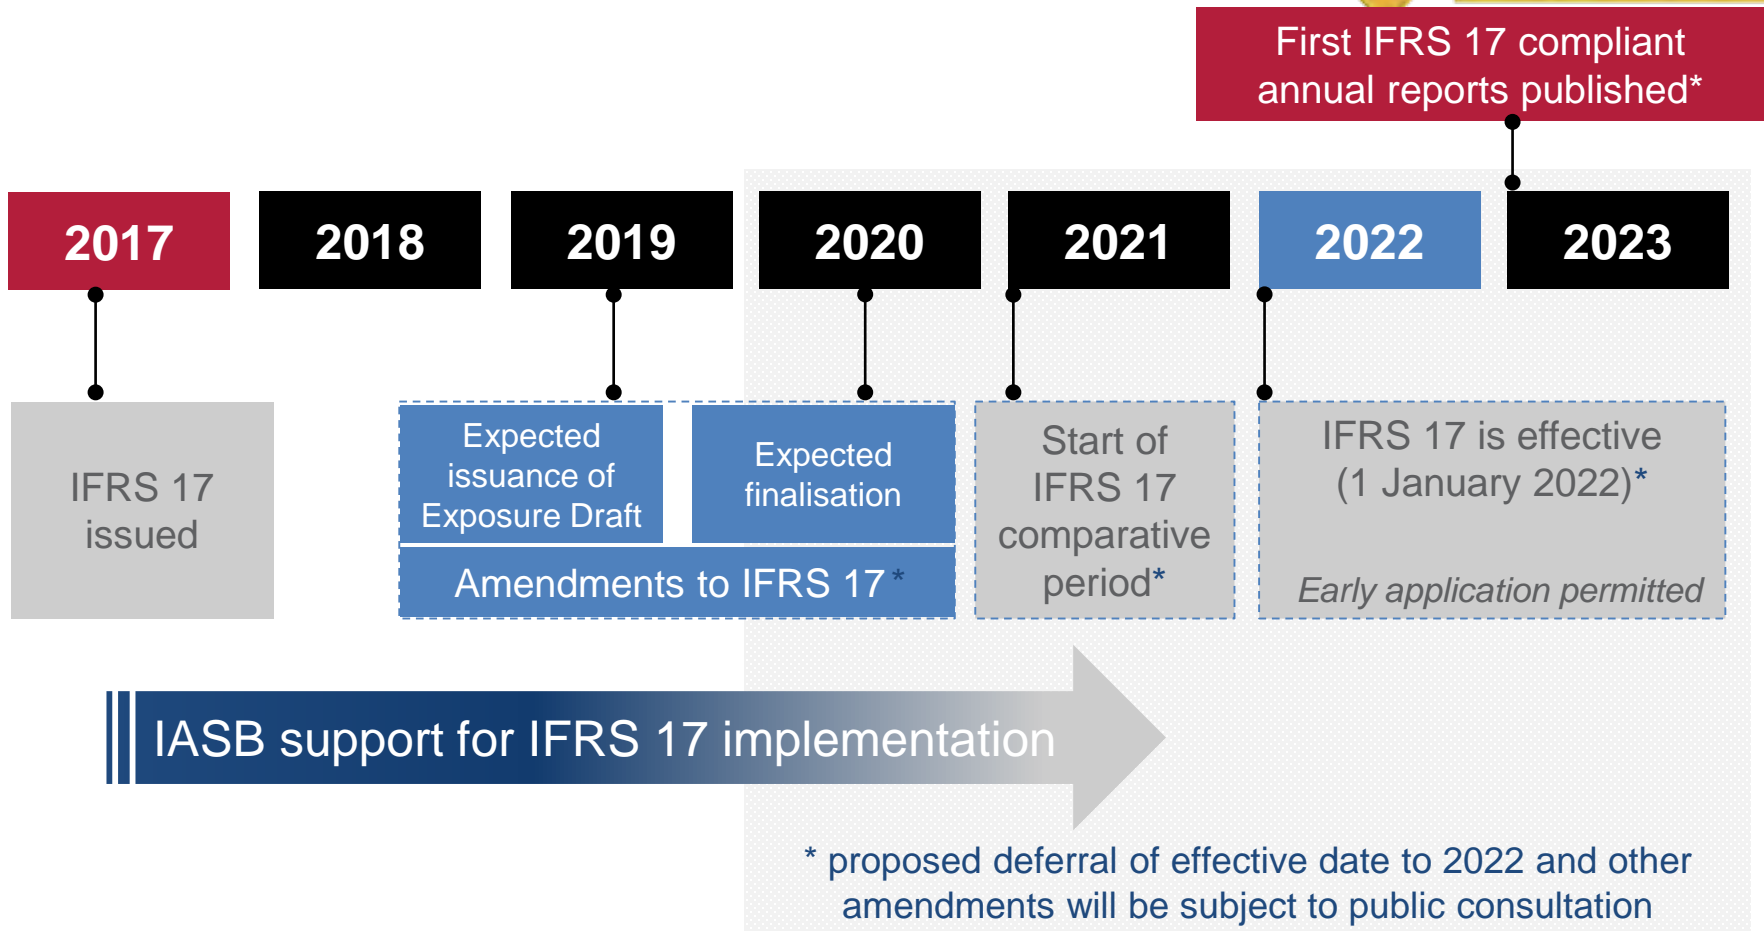 First IFRS 17 compliant
annual reports published*
2017
2018
2019
2020
2021
2022
2023
IFRS 17
issued
Expected
issuance of
Exposure Draft
Expected
finalisation
Amendments to IFRS 17*
Start of
IFRS 17
comparative
period*
IFRS 17 is effective
(1 January 2022)*
Early application permitted
IASB support for IFRS 17 implementation
* proposed deferral of effective date to 2022 and other
amendments will be subject to public consultation